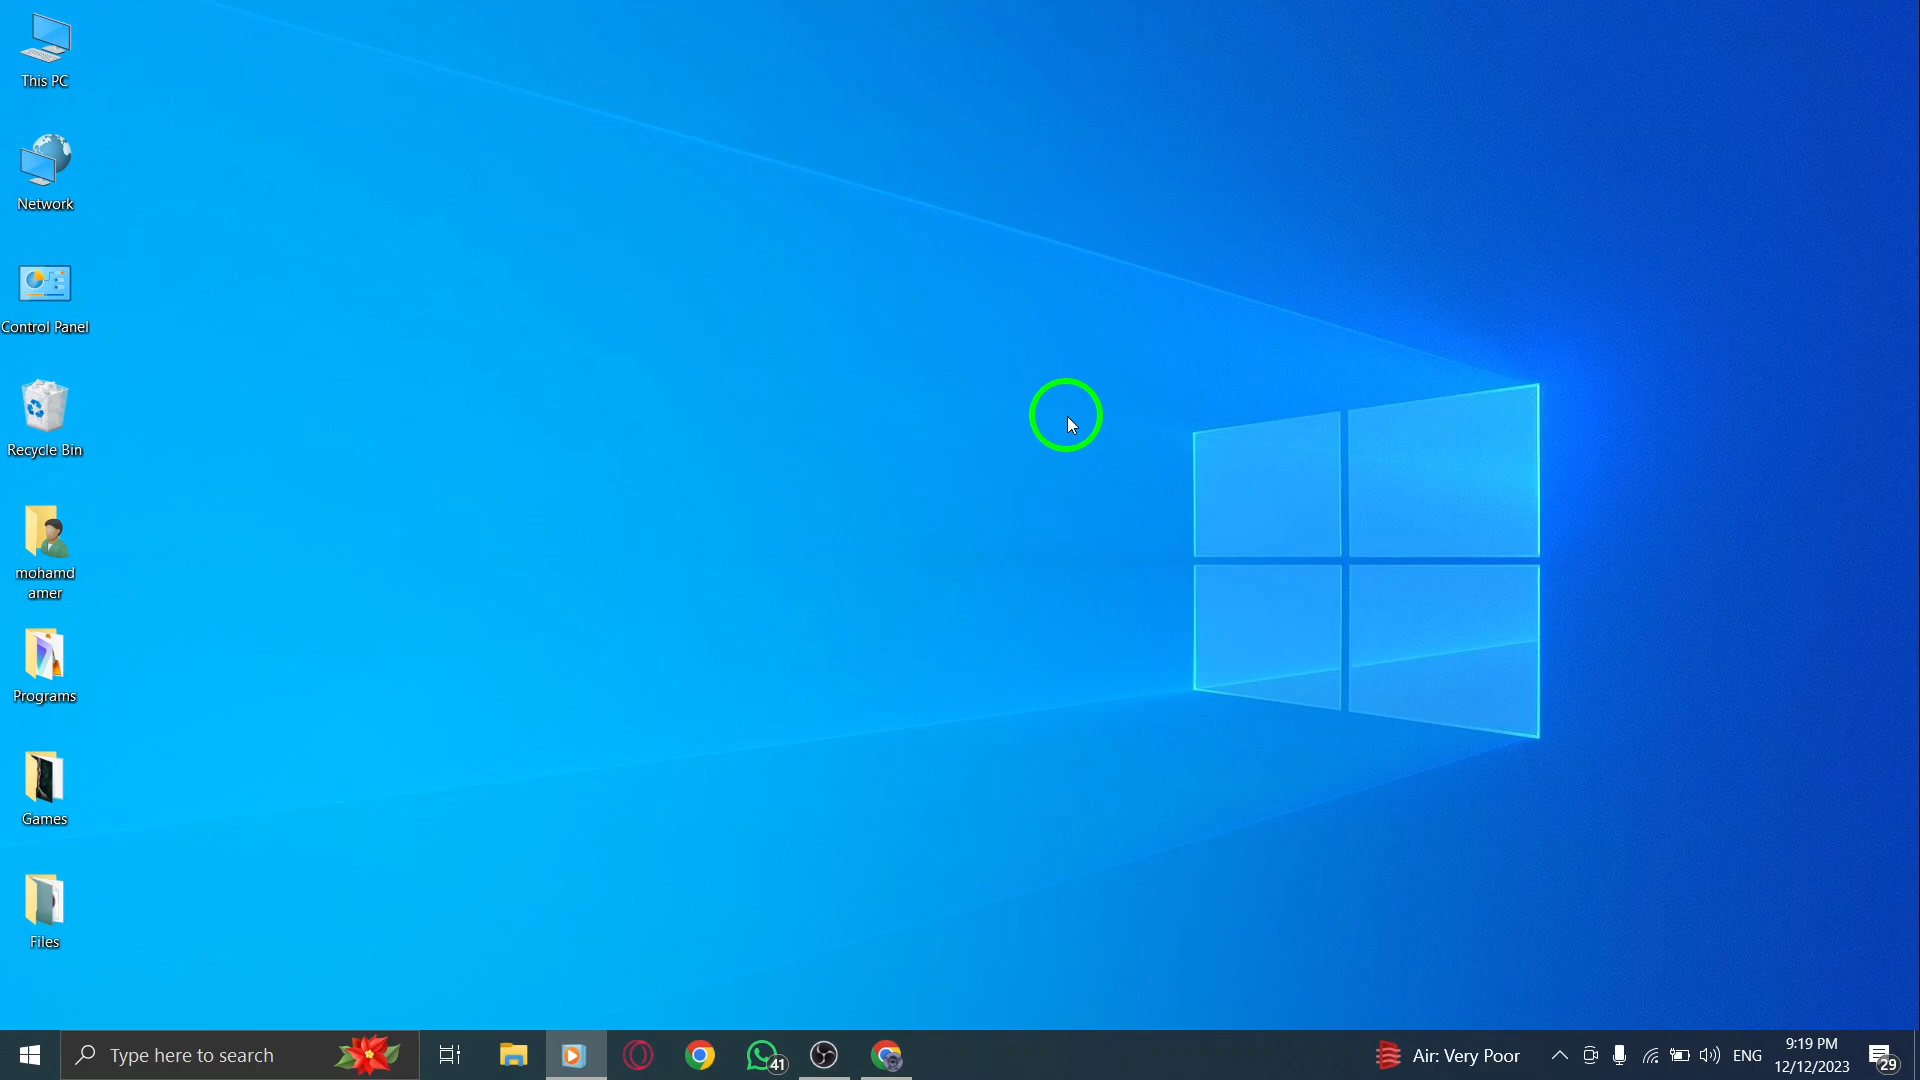 This PC
Network
Control Panel
Recycle Bin
mohamd
amer
Programs
Games
Files
Type here to search
41
Air: Very Poor
ENG
9:19 PM
12/12/2023
29